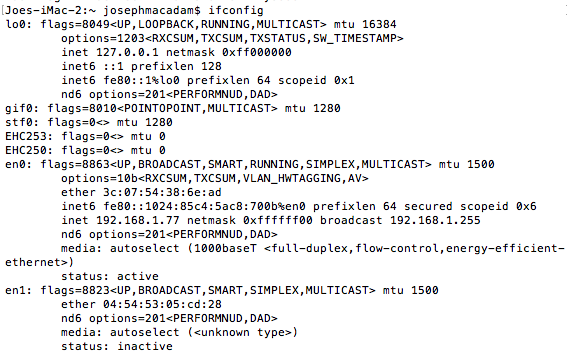 [Joes-iMac-2:~ josephmacadam$ ifconfig
lo0: flags=8049<UP,LOOPBACK,RUNNING,MULTICAST> mtu 16384
options=1203<RXCSUM,TXCSUM,TXSTATUS,SW_TIMESTAMP>
inet 127.0.0.1 netmask 0xff000000
inet6 ::1 prefixlen 128
inet6 fe80::1%lo0 prefixlen 64 scopeid 0x1
nd6 options=201<PERFORMNUD,DAD>
gif0: flags=8010<POINTOPOINT,MULTICAST> mtu 1280
stf0: flags=0<> mtu 1280
EHC253: flags=0<> mtu 0
EHC250: flags=0<> mtu 0
en0: flags=8863<UP,BROADCAST,SMART,RUNNING,SIMPLEX,MULTICAST> mtu 1500
options=10b<RXCSUM,TXCSUM,VLAN_HWTAGGING,AV>
ether 3c:07:54:38:6e:ad
inet6 fe80::1024:85c4:5ac8:700b%en0 prefixlen 64 secured scopeid 0x6
inet 192.168.1.77 netmask 0xffffff00 broadcast 192.168.1.255
nd6 options=201<PERFORMNUD,DAD>
media: autoselect (1000baseT <full-duplex,flow-control,energy-efficient-
ethernet>)
status: active
en1: flags=8823<UP,BROADCAST,SMART,SIMPLEX,MULTICAST> mtu 1500
ether 04:54:53:05:cd:28
nd6 options=201<PERFORMNUD,DAD>
media: autoselect (<unknown type>)
status: inactive